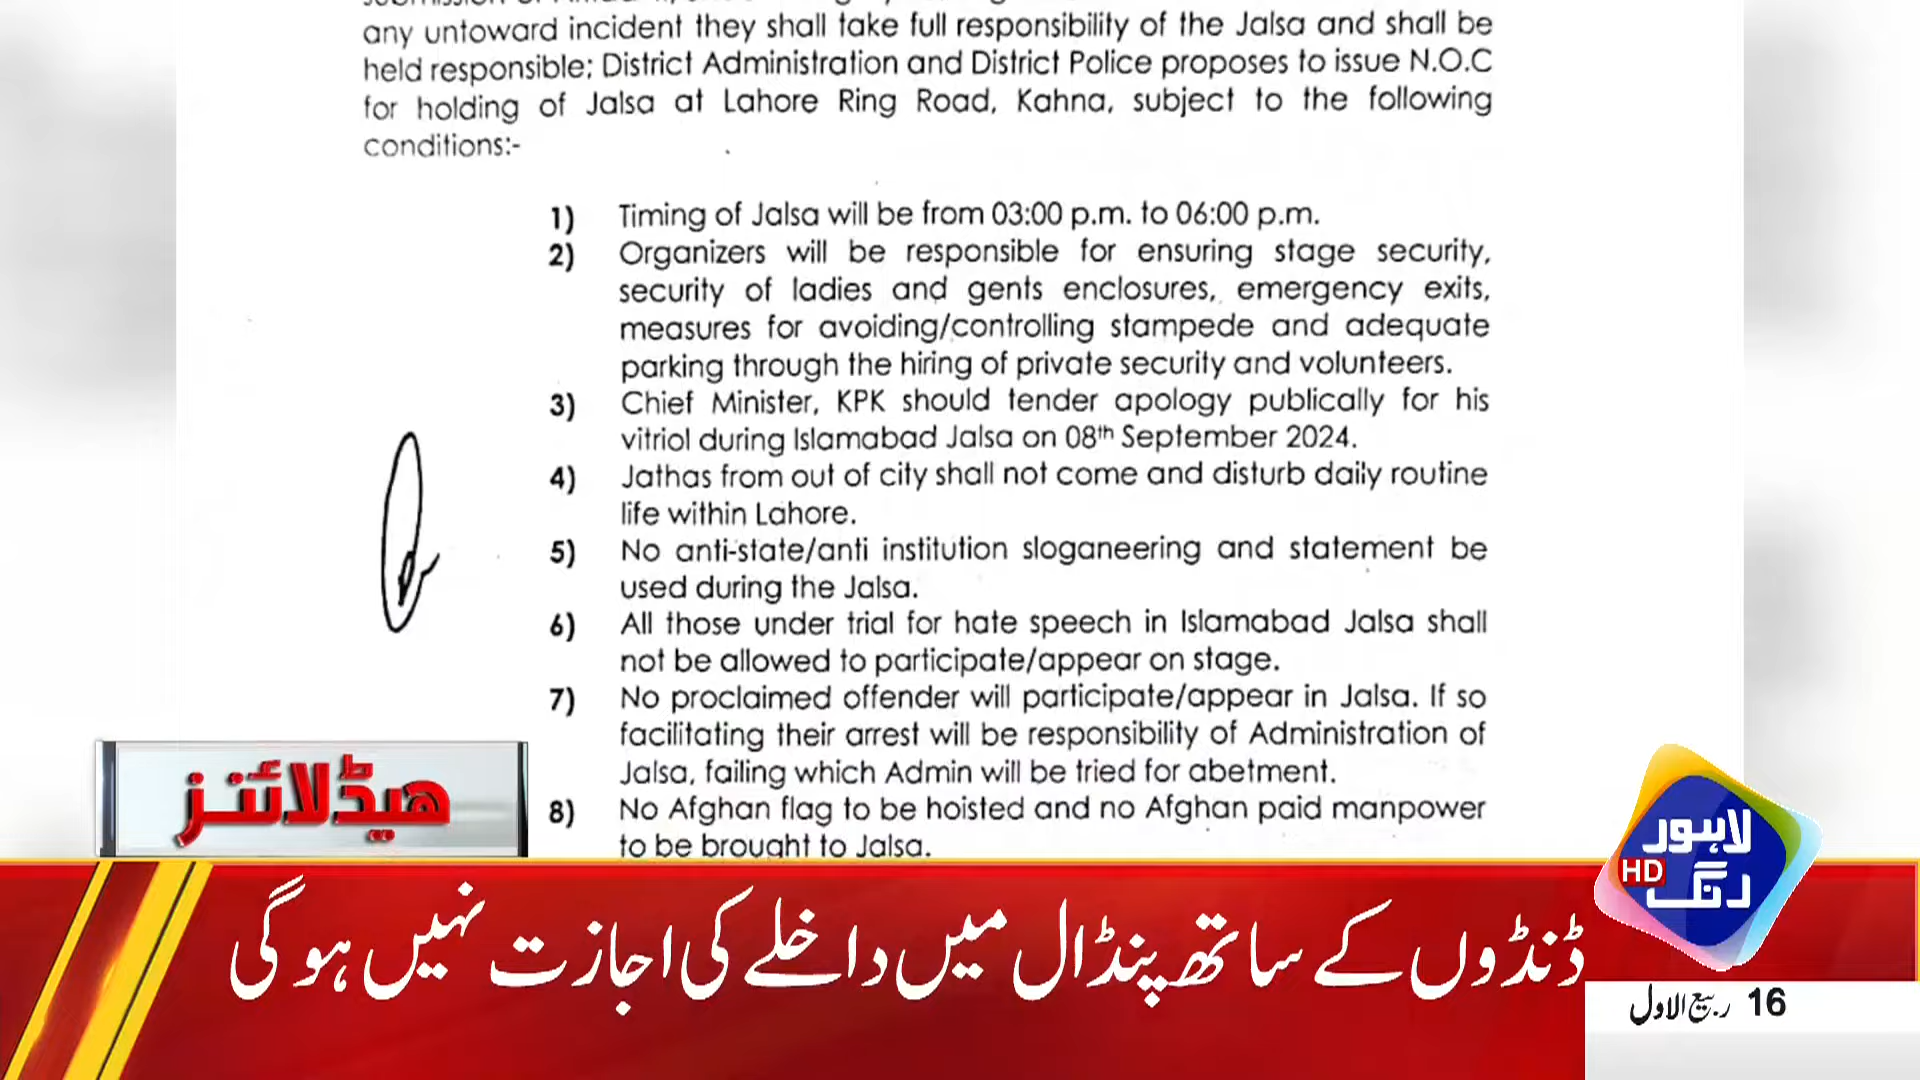 any untoward incident they shall take full responsibility of the Jalsa and shall be
held responsible; District Administration and District Police proposes to issue N.O.C
for holding of Jalsa at Lahore Ring Road, Kahna, subject to the following
conditions:-
1) Timing of Jalsa will be from 03:00 p.m. to 06:00 p.m.
2) Organizers will be responsible for ensuring stage security,
security of ladies and gents enclosures, emergency exits,
measures for avoiding/controlling stampede and adequate
parking through the hiring of private security and volunteers.
3) Chief Minister, KPK should tender apology publically for his
vitriol during Islamabad Jalsa on 08th September 2024.
4) Jathas from out of city shall not come and disturb daily routine
life within Lahore.
5) No anti-state/anti institution sloganeering and statement be
used during the Jalsa.
6) All those under trial for hate speech in Islamabad Jalsa shall
not be allowed to participate/appear on stage.
7) No proclaimed offender will participate/appear in Jalsa. If so
facilitating their arrest will be responsibility of Administration of
Jalsa, failing which Admin will be tried for abetment.
8) No Afghan flag to be hoisted and no Afghan paid manpower
to be brought to Jalsa.
ہیڈلائنز
لاہور
رنگ
HD
ڈنڈوں کے ساتھ پنڈال میں داخلے کی اجازت نہیں ہوگی
16 ربیع الاول